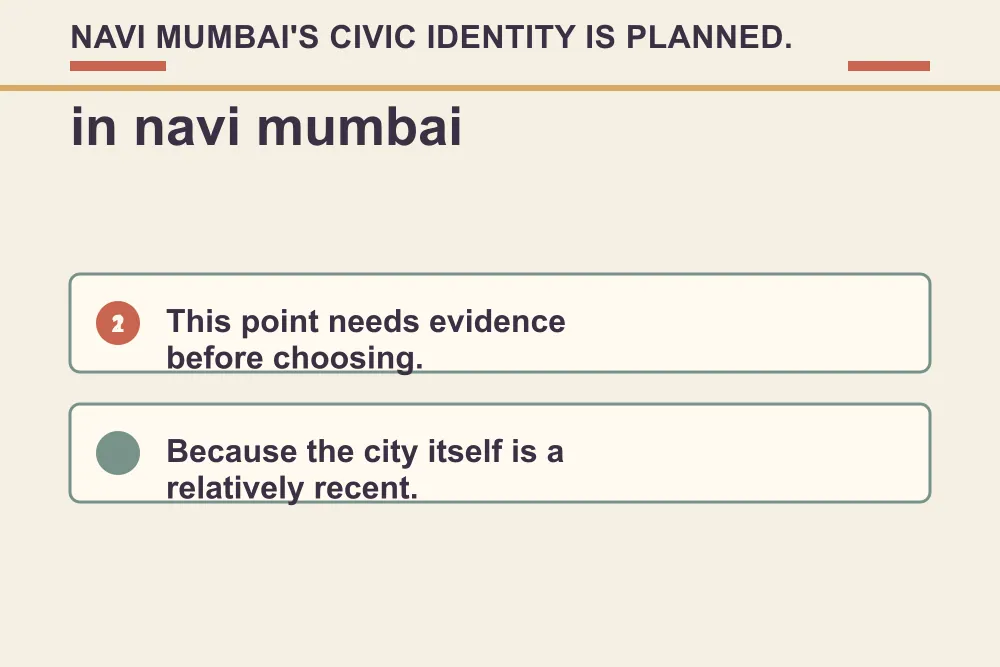 NAVI MUMBAI'S CIVIC IDENTITY IS PLANNED.
in navi mumbai
2
This point needs evidence
before choosing.
Because the city itself is a
relatively recent.